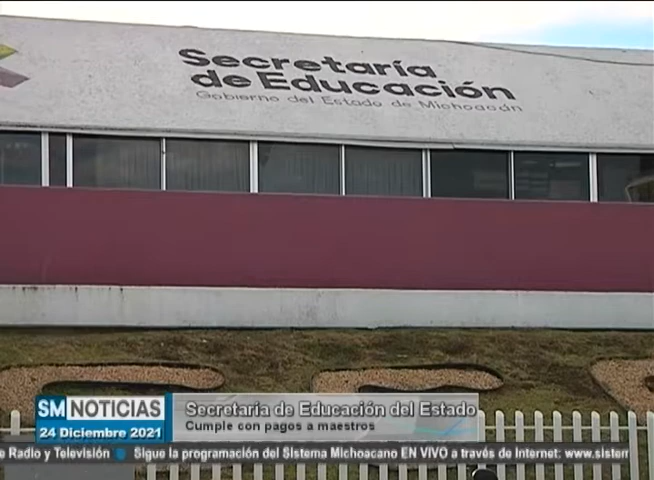 Secretaría
de Educación
Gobierno del Estado de Michoacán
SM NOTICIAS
24 Diciembre 2021
Secretaría de Educación del Estado
Cumple con pagos a maestros
e Radio y Televisión • Sigue la programación del Sistema Michoacano EN VIVO a través de Internet: www.sistem